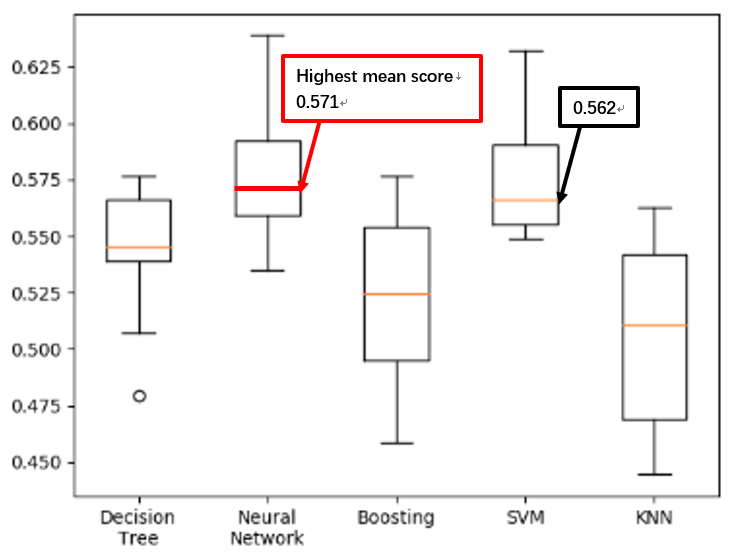 0.625
0.600
0.575
0.550
0.525
0.500
0.475
0.450
Highest mean score↓
0.571↵
0.562↵
Decision
Tree
Neural
Network
Boosting
SVM
KNN